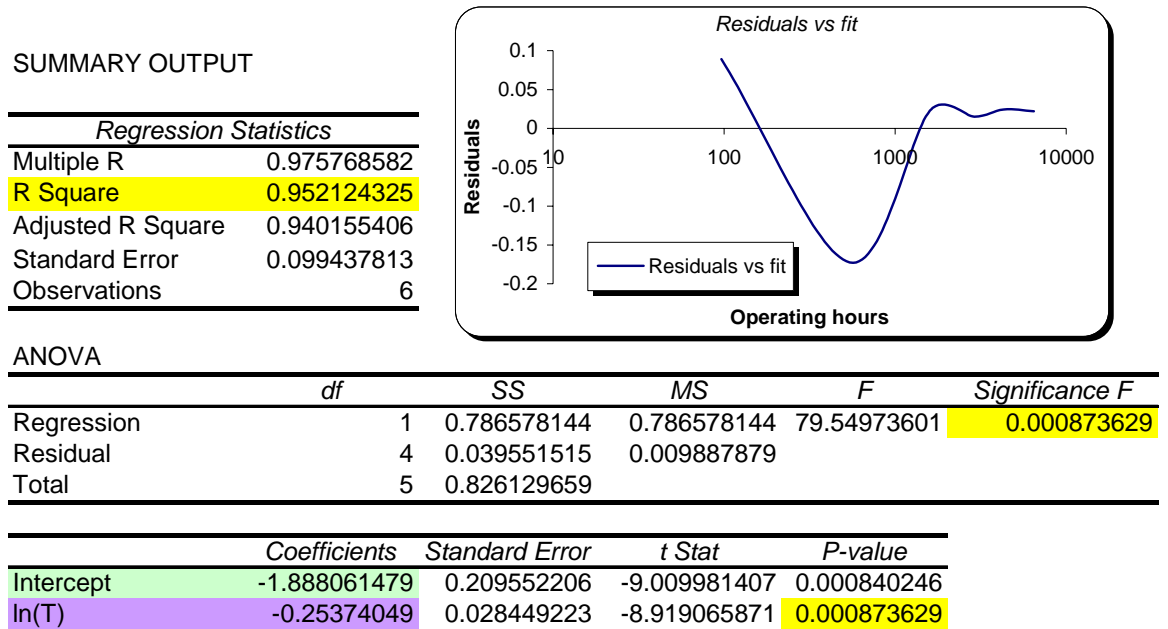 SUMMARY OUTPUT
Regression Statistics
Multiple R 0.975768582
R Square 0.952124325
Adjusted R Square 0.940155406
Standard Error 0.099437813
Observations 6
Residuals vs fit
Residuals
0.1
0.05
0
-0.05
-0.1
-0.15
-0.2
10 100 1000 10000
Residuals vs fit
Operating hours
ANOVA
df SS MS F Significance F
Regression 1 0.786578144 0.786578144 79.54973601 0.000873629
Residual 4 0.039551515 0.009887879
Total 5 0.826129659
Coefficients Standard Error t Stat P-value
Intercept -1.888061479 0.209552206 -9.009981407 0.000840246
ln(T) -0.25374049 0.028449223 -8.919065871 0.000873629